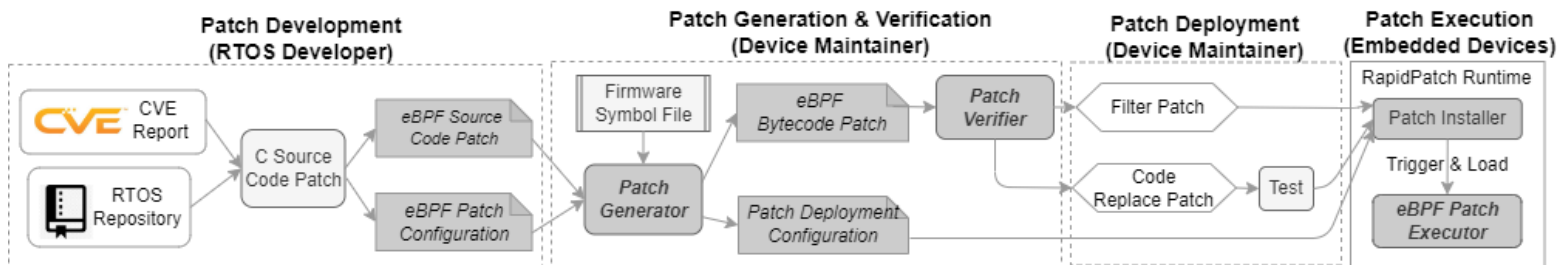 Patch Development
(RTOS Developer)
Patch Generation & Verification
(Device Maintainer)
Patch Deployment
(Device Maintainer)
Patch Execution
(Embedded Devices)
CVE
CVE
Report
RTOS
Repository
C Source
Code Patch
eBPF Source
Code Patch
eBPF Patch
Configuration
Firmware
Symbol File
Patch
Generator
eBPF
Bytecode Patch
Patch Deployment
Configuration
Patch
Verifier
Filter Patch
Code
Replace Patch
Test
RapidPatch Runtime
Patch Installer
Trigger & Load
eBPF Patch
Executor